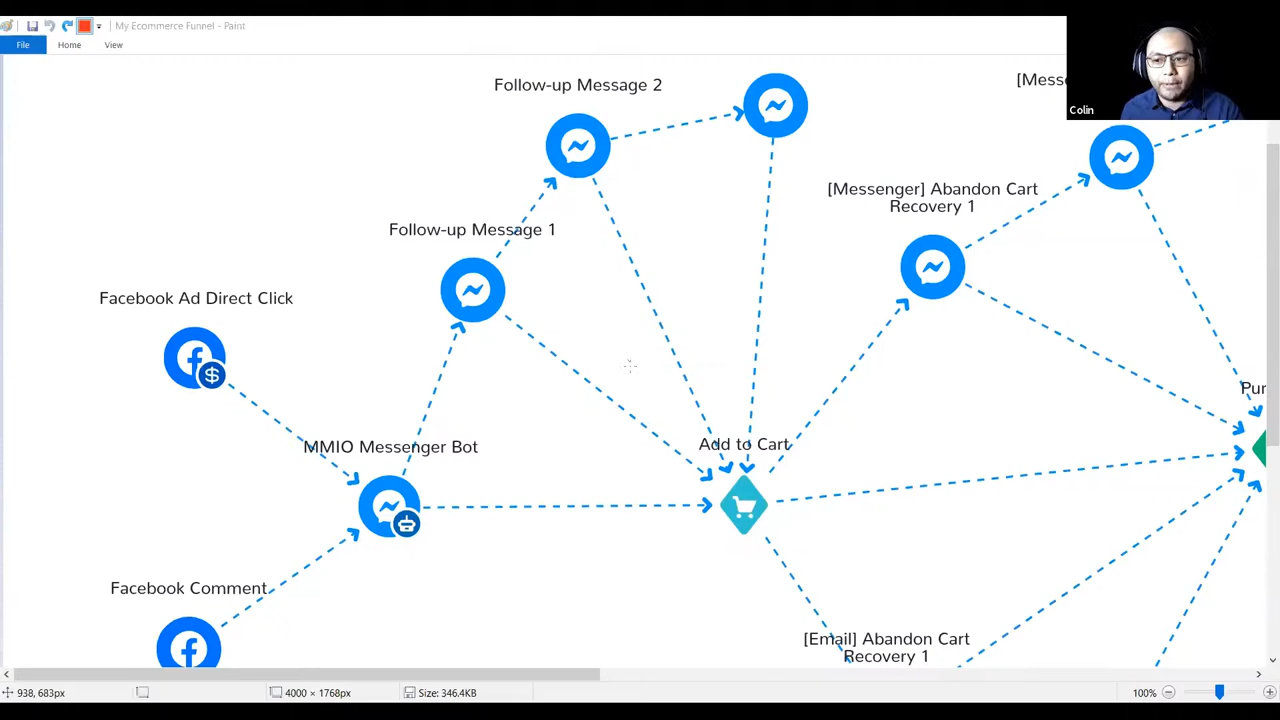 My Ecommerce Funnel - Paint
File Home View
Colin
Follow-up Message 2
[Messenger] Abandon Cart
Recovery 1
Follow-up Message 1
Facebook Ad Direct Click
MMIO Messenger Bot
Add to Cart
Facebook Comment
[Email] Abandon Cart
Recovery 1
$
938, 683px
4000 × 1768px
Size: 346.4KB
100%